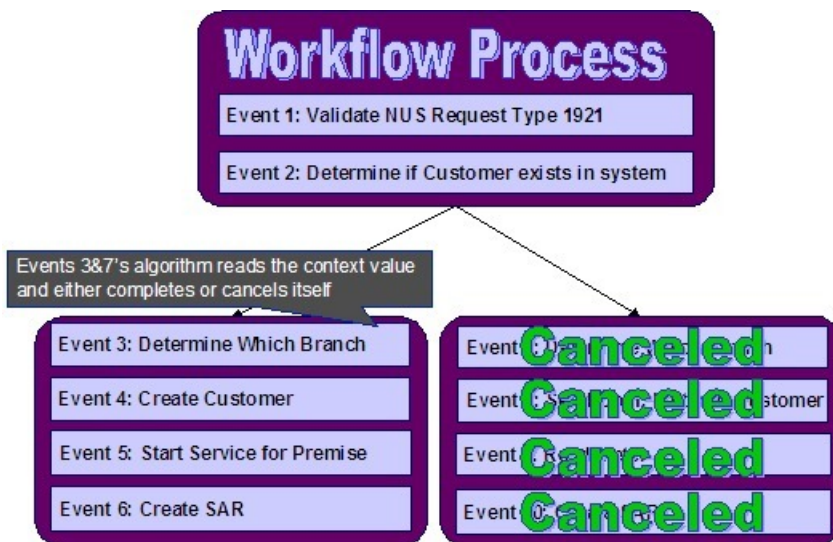 Workflow Process
Event 1: Validate NUS Request Type 1921
Event 2: Determine if Customer exists in system
Events 3&7's algorithm reads the context value
and either completes or cancels itself
Event 3: Determine Which Branch
Event 4: Create Customer
Event 5: Start Service for Premise
Event 6: Create SAR
Event Canceled
Event Canceled
Event Canceled
Event Canceled